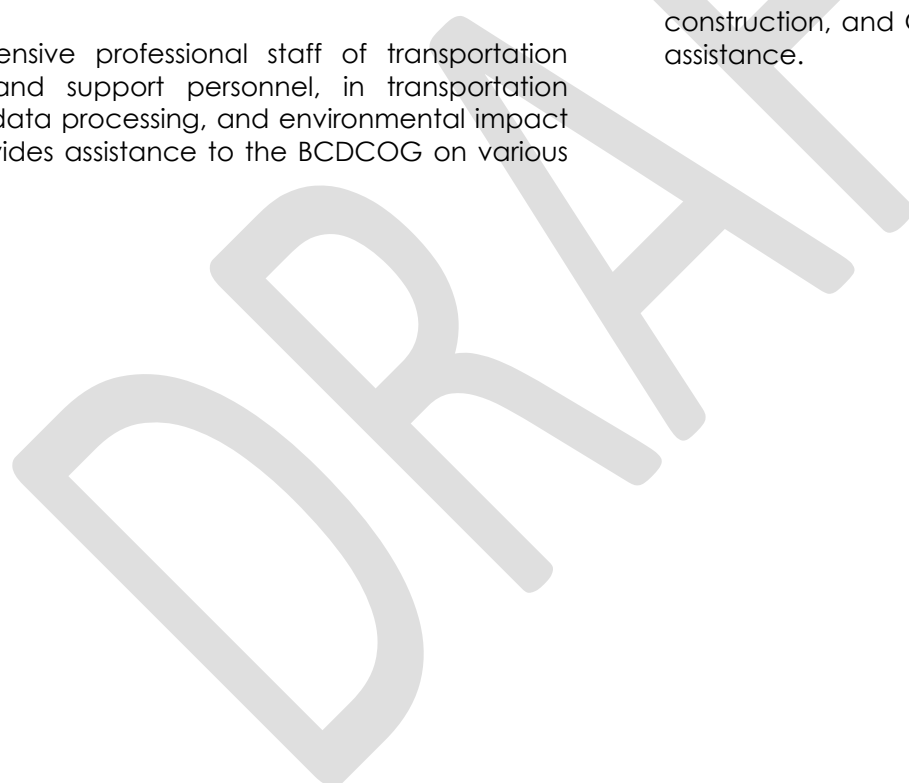 ensive professional staff of transportation
and support personnel, in transportation
data processing, and environmental impact
vides assistance to the BCDCOG on various
construction, and
assistance.
DRA